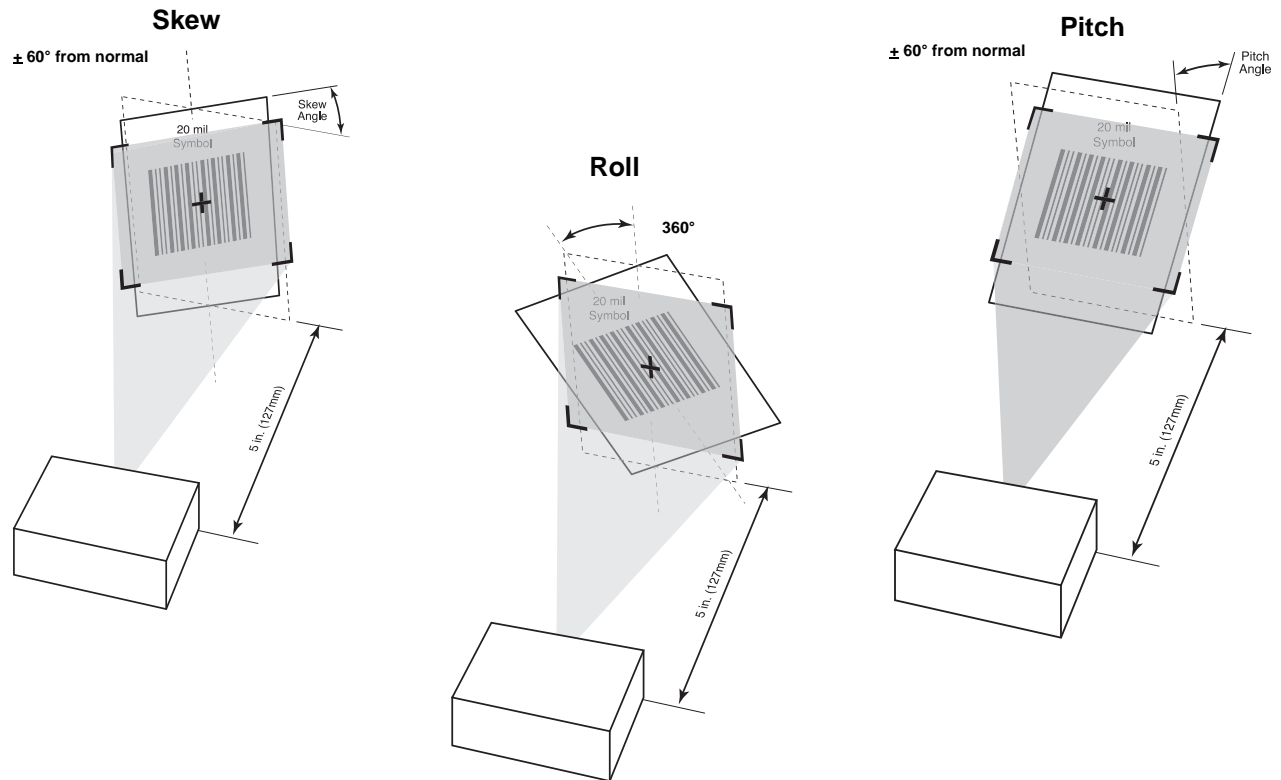 Skew
± 60° from normal
Skew
Angle
20 mil
Symbol
5 in. (127mm)
Roll
360°
20 mil
Symbol
5 in. (127mm)
Pitch
± 60° from normal
Pitch
Angle
20 mil
Symbol
5 in. (127mm)